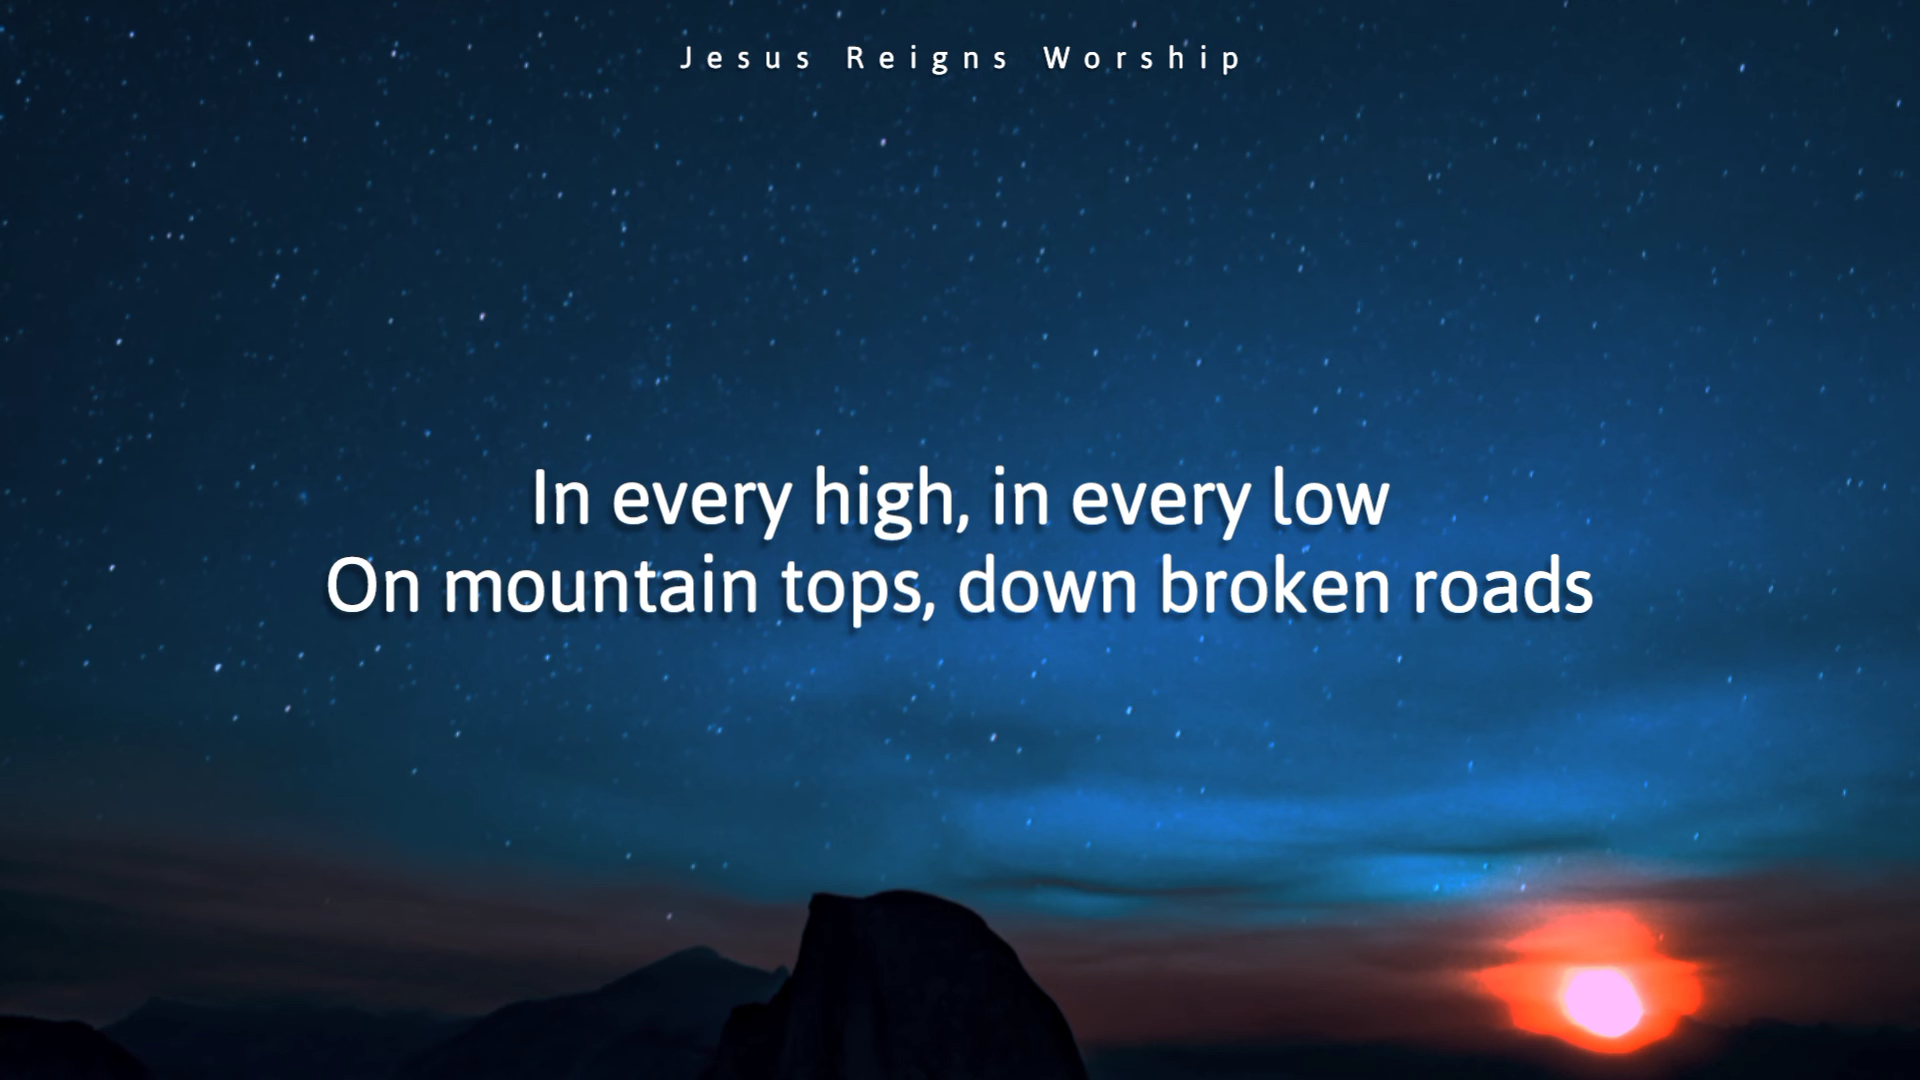 Jesus Reigns Worship
In every high, in every low
On mountain tops, down broken roads